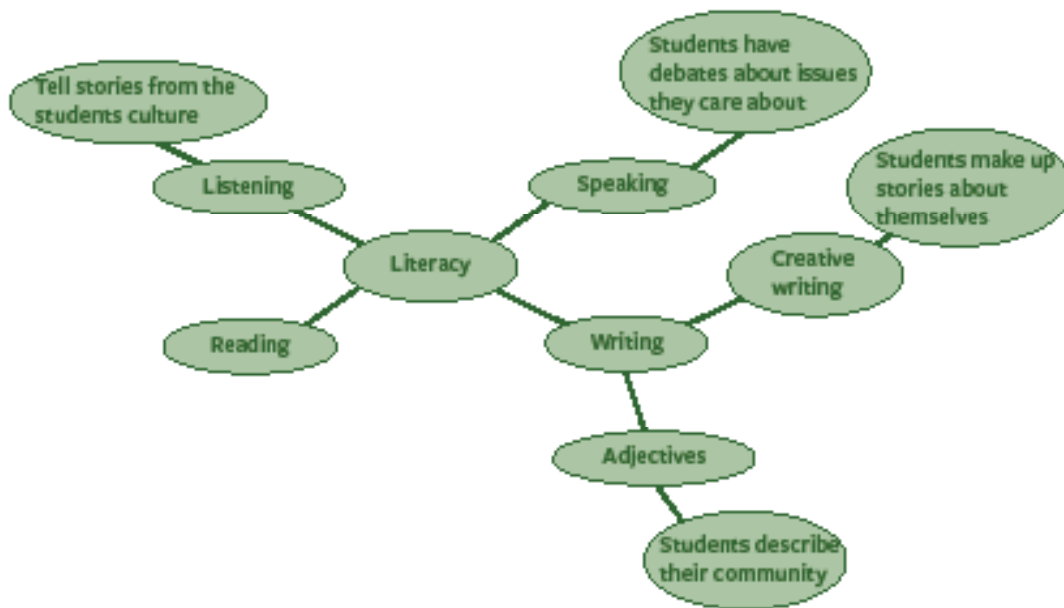 Students have
debates about issues
they care about
Tell stories from the
students culture
Listening
Speaking
Students make up
stories about
themselves
Literacy
Creative
writing
Reading
Writing
Adjectives
Students describe
their community